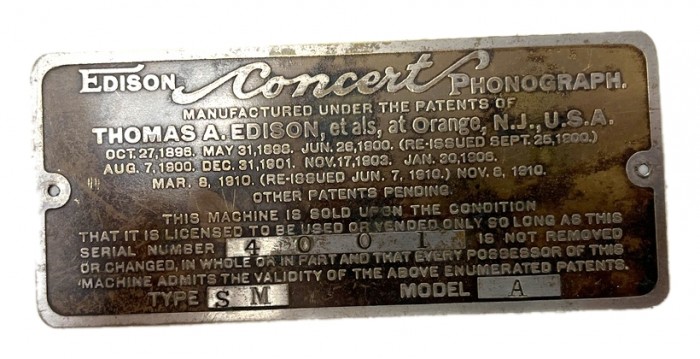 EDISON Concert PHONOGRAPH.
MANUFACTURED UNDER THE PATENTS OF
THOMAS A. EDISON, et als, at Orange, N.J., U.S.A.
OCT. 27, 1896. MAY 31, 1898. JUN. 26, 1900. (RE-ISSUED SEPT. 25, 1900.)
AUG. 7, 1900. DEC. 31, 1901. NOV. 17, 1903. JAN. 30, 1906.
MAR. 8, 1910. (RE-ISSUED JUN. 7, 1910.) NOV. 8, 1910.
OTHER PATENTS PENDING.
THIS MACHINE IS SOLD UPON THE CONDITION
THAT IT IS LICENSED TO BE USED OR VENDED ONLY SO LONG AS THIS
SERIAL NUMBER 4001 IS NOT REMOVED
OR CHANGED, IN WHOLE OR IN PART AND THAT EVERY POSSESSOR OF THIS
MACHINE ADMITS THE VALIDITY OF THE ABOVE ENUMERATED PATENTS.
TYPE SM MODEL A